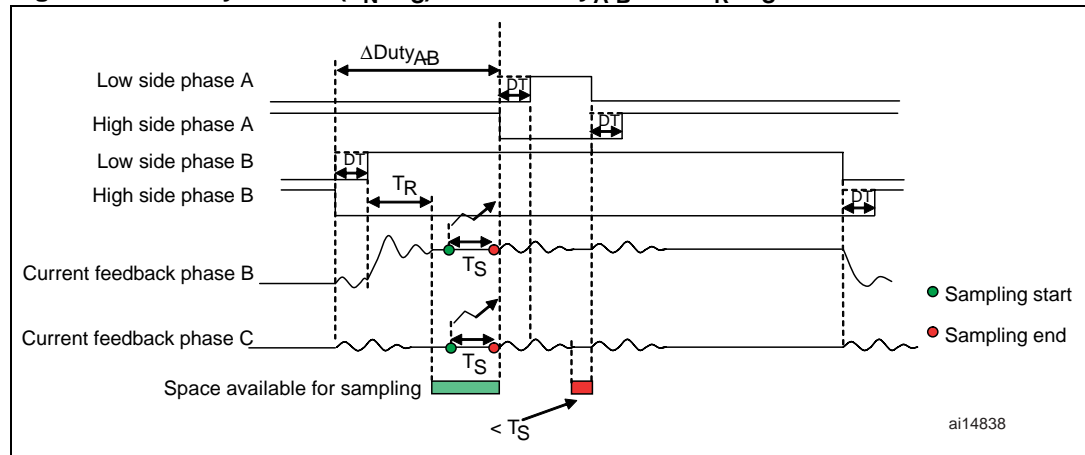 ΔDutyA-B
Low side phase A
DT
High side phase A
DT
Low side phase B
DT
High side phase B
TR
DT
TS
Current feedback phase B
Sampling start
Current feedback phase C
Sampling end
TS
Space available for sampling
< TS
ai14838